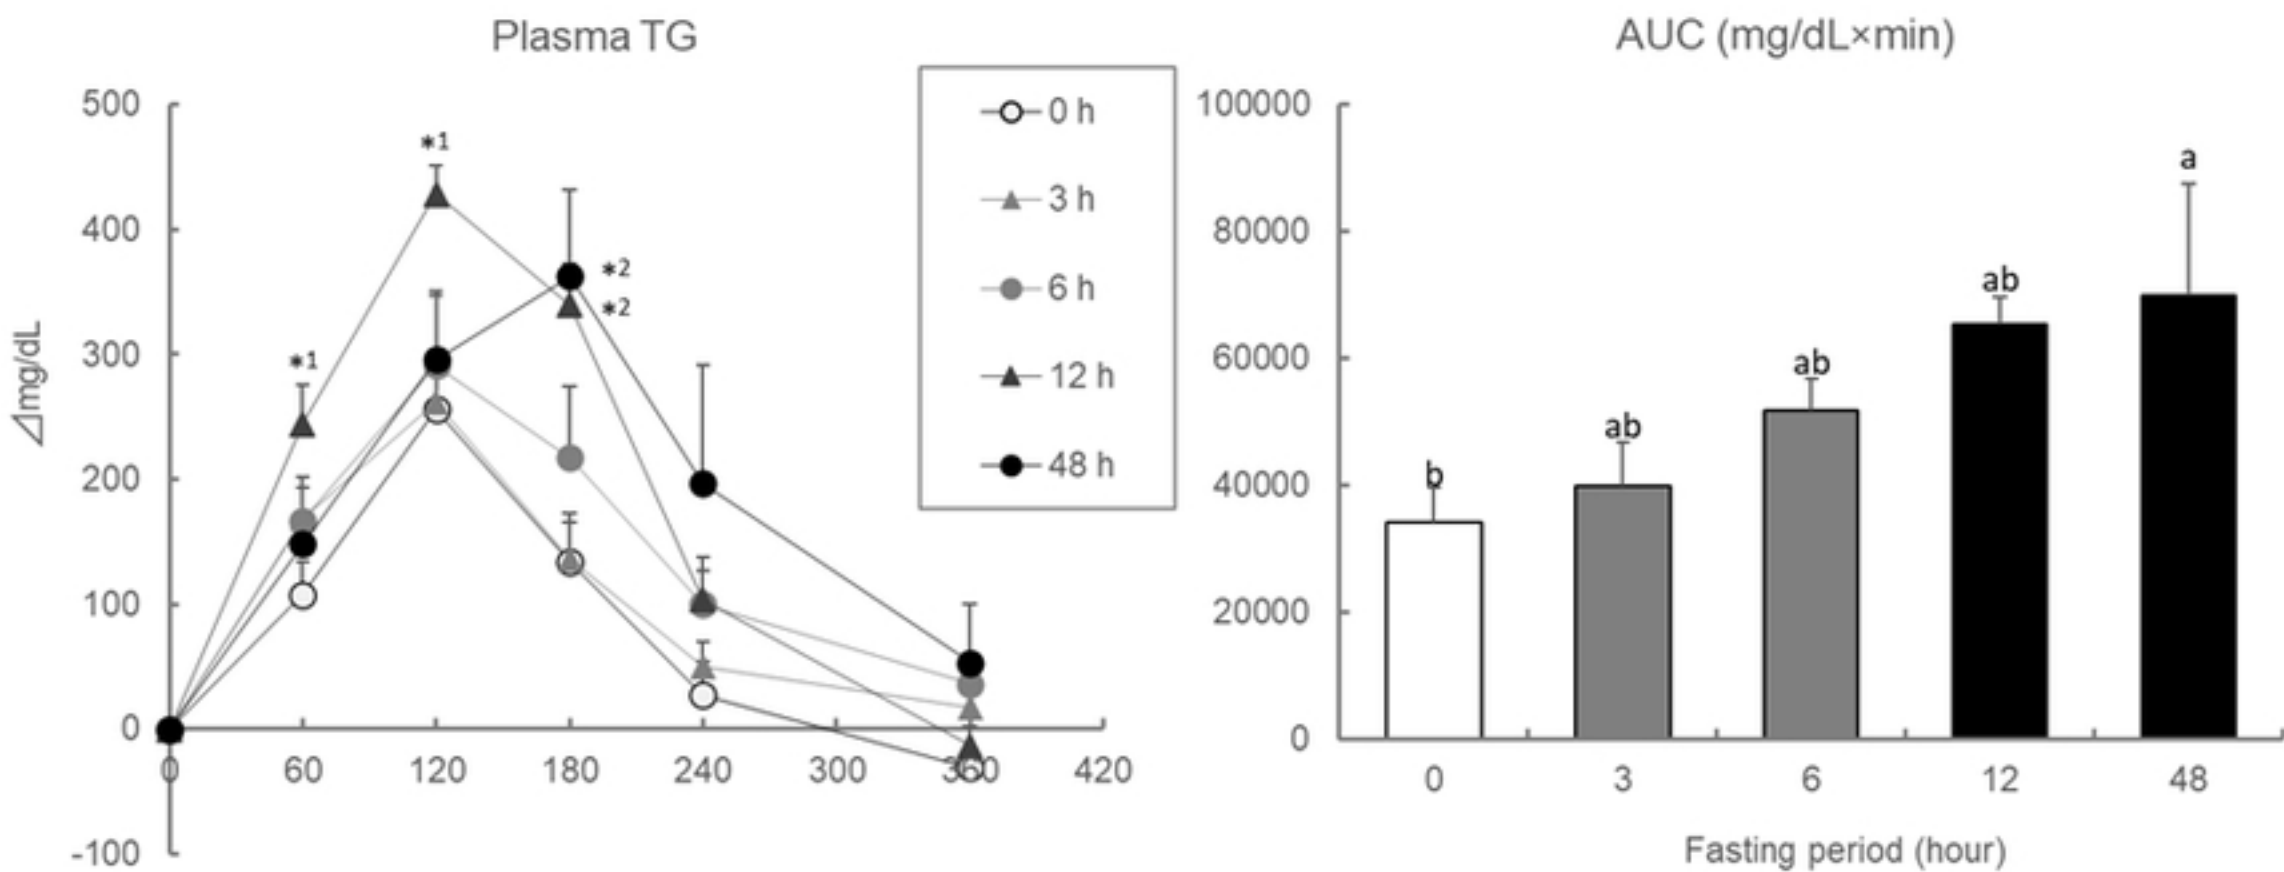 Plasma TG
⊿mg/dL
500
400
300
200
100
0
-100
0 60 120 180 240 300 360 420
*1
*1
*2
*2
0 h
3 h
6 h
12 h
48 h
AUC (mg/dL×min)
100000
80000
60000
40000
20000
0
b
ab
ab
ab
a
0 3 6 12 48
Fasting period (hour)